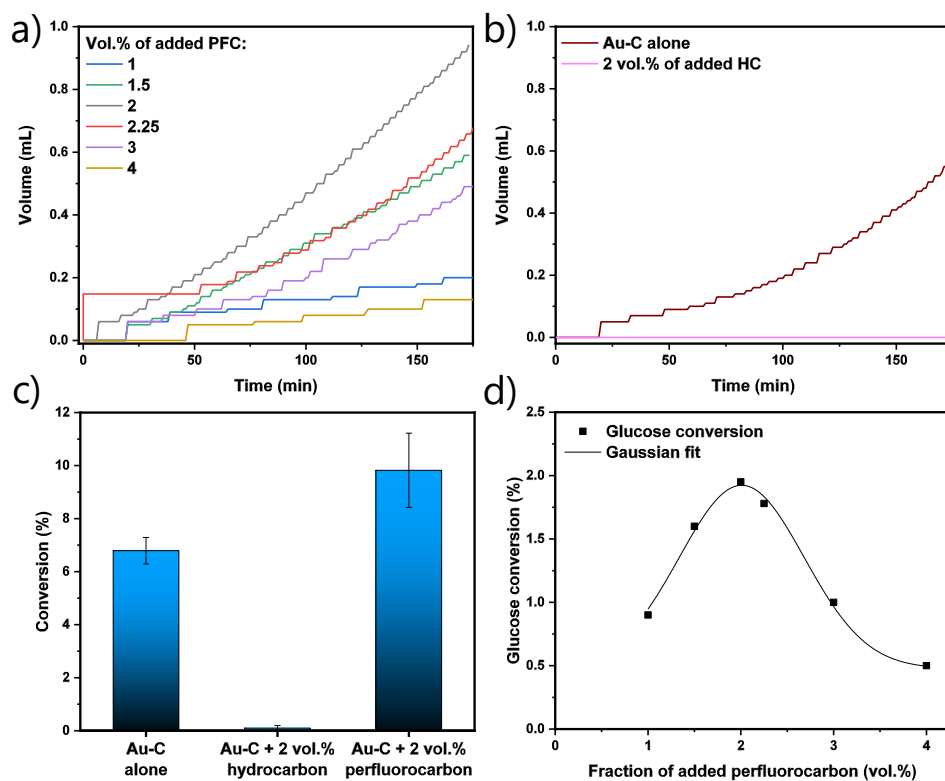 a)
Vol.% of added PFC:
1
1.5
2
2.25
3
4
1.0
0.8
0.6
0.4
0.2
0.0
Volume (mL)
0
50
100
150
Time (min)
b)
Au-C alone
2 vol.% of added HC
1.0
0.8
0.6
0.4
0.2
0.0
Volume (mL)
0
50
100
150
Time (min)
c)
12
10
8
6
4
2
0
Conversion (%)
Au-C
alone
Au-C + 2 vol.%
hydrocarbon
Au-C + 2 vol.%
perfluorocarbon
d)
Glucose conversion
Gaussian fit
2.5
2.0
1.5
1.0
0.5
0.0
Glucose conversion (%)
0
1
2
3
4
Fraction of added perfluorocarbon (vol.%)